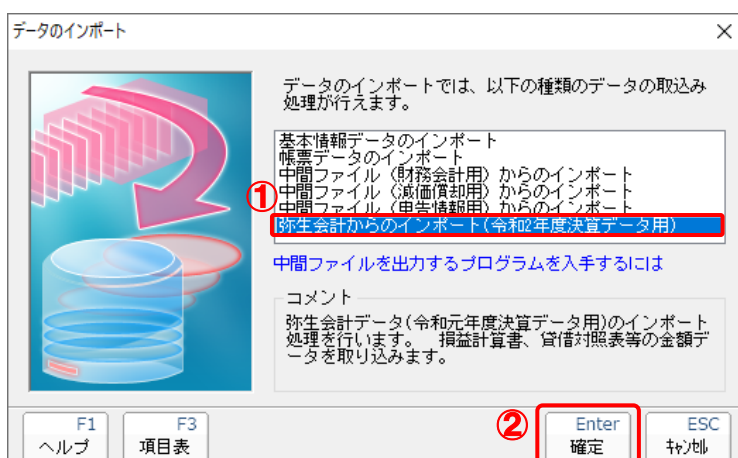 データのインポート
データのインポートでは、以下の種類のデータの取込み
処理が行えます。
基本情報データのインポート
帳票データのインポート
中間ファイル（財務会計用）からのインポート
①
中間ファイル（減価償却用）からのインポート
中間ファイル（申告情報用）からのインポート
弥生会計からのインポート(令和2年度決算データ用)
中間ファイルを出力するプログラムを入手するには
コメント
弥生会計データ(令和元年度決算データ用)のインポート
処理を行います。　損益計算書、貸借対照表等の金額デ
ータを取り込みます。
F1
ヘルプ
F3
項目表
②
Enter
確定
ESC
ｷｬﾝｾﾙ